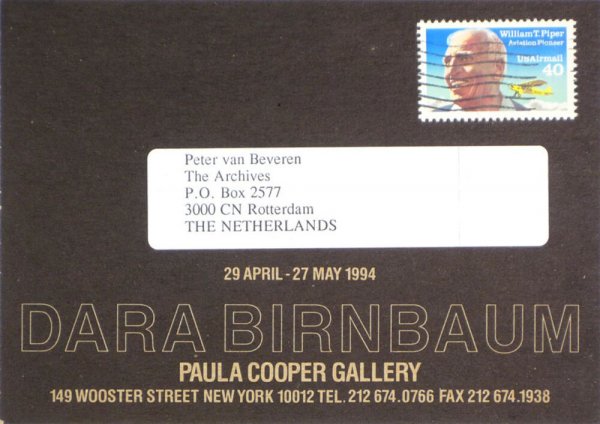 William T. Piper
Aviation Pioneer
USAirmail
40
Peter van Beveren
The Archives
P.O. Box 2577
3000 CN Rotterdam
THE NETHERLANDS
29 APRIL - 27 MAY 1994
DARA BIRNBAUM
PAULA COOPER GALLERY
149 WOOSTER STREET NEW YORK 10012 TEL. 212 674.0766 FAX 212 674.1938